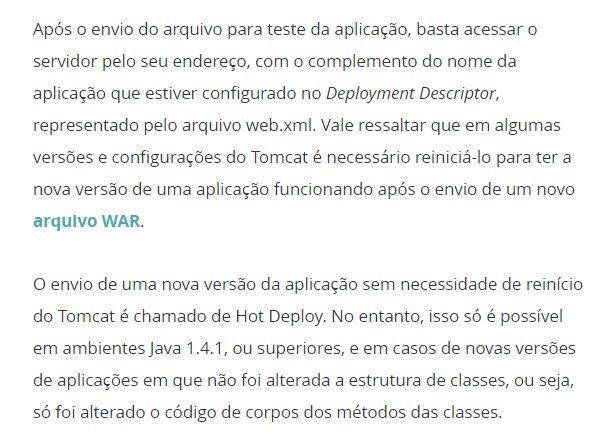 Após o envio do arquivo para teste da aplicação, basta acessar o
servidor pelo seu endereço, com o complemento do nome da
aplicação que estiver configurado no Deployment Descriptor,
representado pelo arquivo web.xml. Vale ressaltar que em algumas
versões e configurações do Tomcat é necessário reiniciá-lo para ter a
nova versão de uma aplicação funcionando após o envio de um novo
arquivo WAR.
O envio de uma nova versão da aplicação sem necessidade de reinício
do Tomcat é chamado de Hot Deploy. No entanto, isso só é possível
em ambientes Java 1.4.1, ou superiores, e em casos de novas versões
de aplicações em que não foi alterada a estrutura de classes, ou seja,
só foi alterado o código de corpos dos métodos das classes.